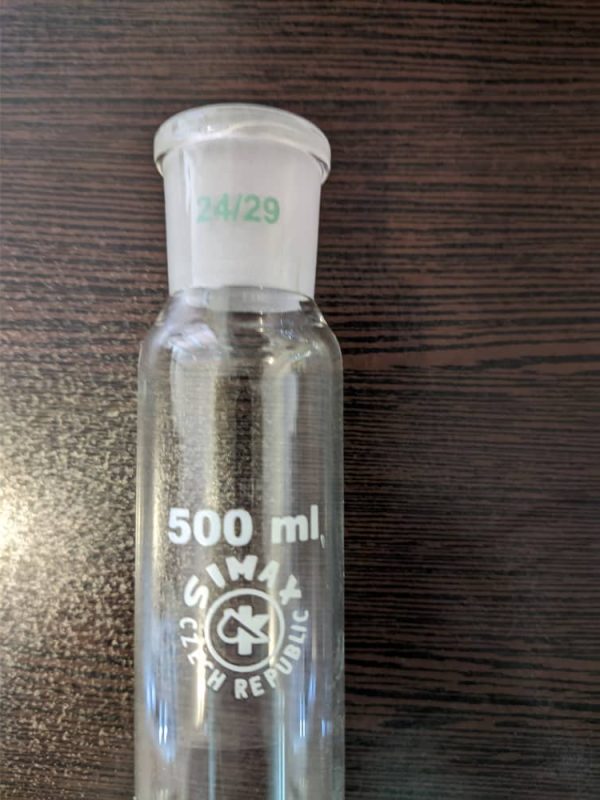 24/29
500 ml
SIMAX
CZECH REPUBLIC